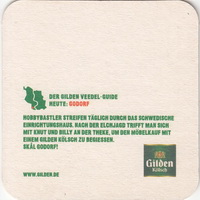 DER GILDEN VEEDEL-GUIDE
HEUTE: GODORF
HOBBYBASTLER STREIFEN TÄGLICH DURCH DAS SCHWEDISCHE
EINRICHTUNGSHAUS. NACH DER ELCHJAGD TRIFFT MAN SICH
MIT KNUT UND BILLY AN DER THEKE, UM DEN MÖBELKAUF MIT
EINEM GILDEN KÖLSCH ZU BEGIESSEN.
SKÅL GODORF!
Gilden
Kölsch
WWW.GILDEN.DE